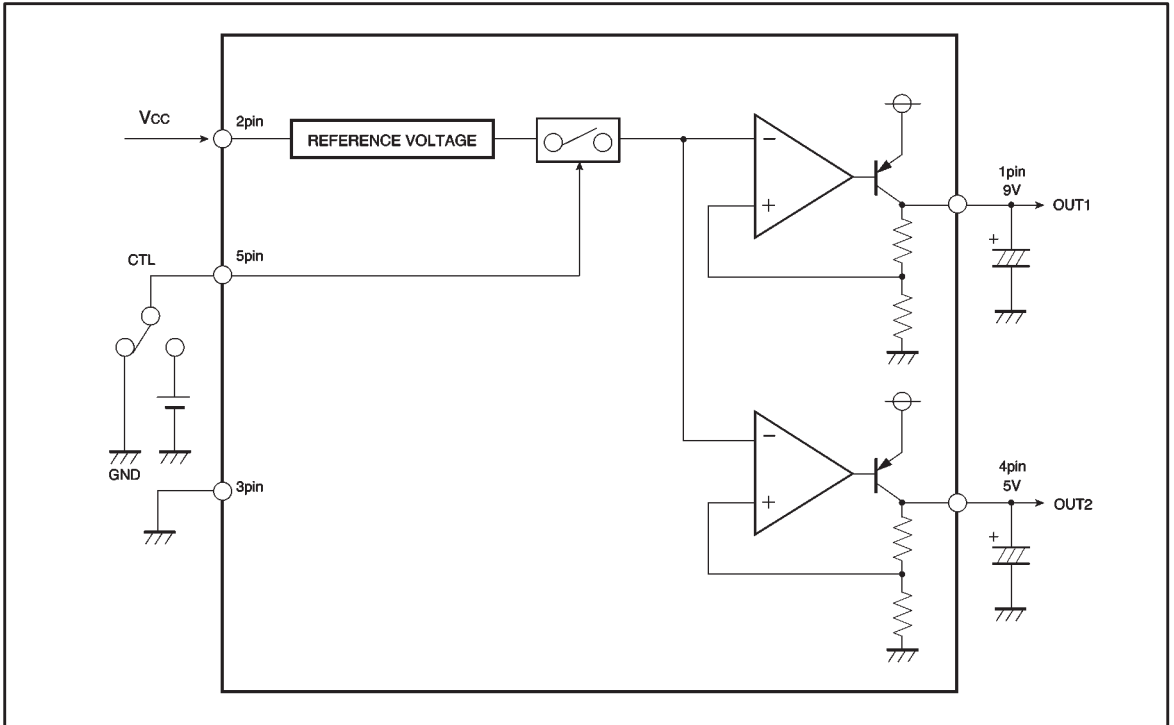 VCC
2pin
REFERENCE VOLTAGE
−
+
1pin
9V
OUT1
+
CTL
5pin
GND
3pin
−
+
4pin
5V
OUT2
+